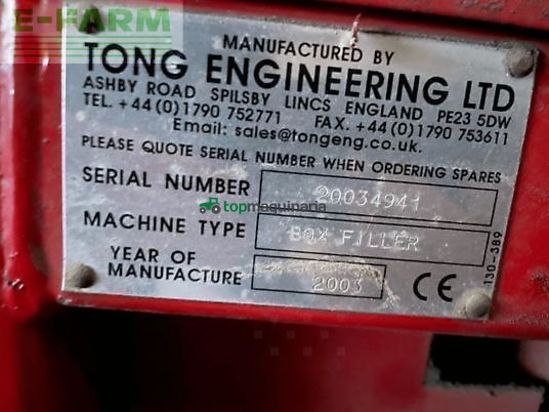 E-FARM
MANUFACTURED BY
TONG ENGINEERING LTD
ASHBY ROAD SPILSBY LINCS ENGLAND PE23 5DW
TEL. +44(0)1790 752771 FAX. +44(0)1790 753611
Email: sales@tongeng.co.uk.
PLEASE QUOTE SERIAL NUMBER WHEN ORDERING SPARES
SERIAL NUMBER 20034941
topmaquinaria
MACHINE TYPE BOX FILLER
YEAR OF
MANUFACTURE 2003 CE
130-389